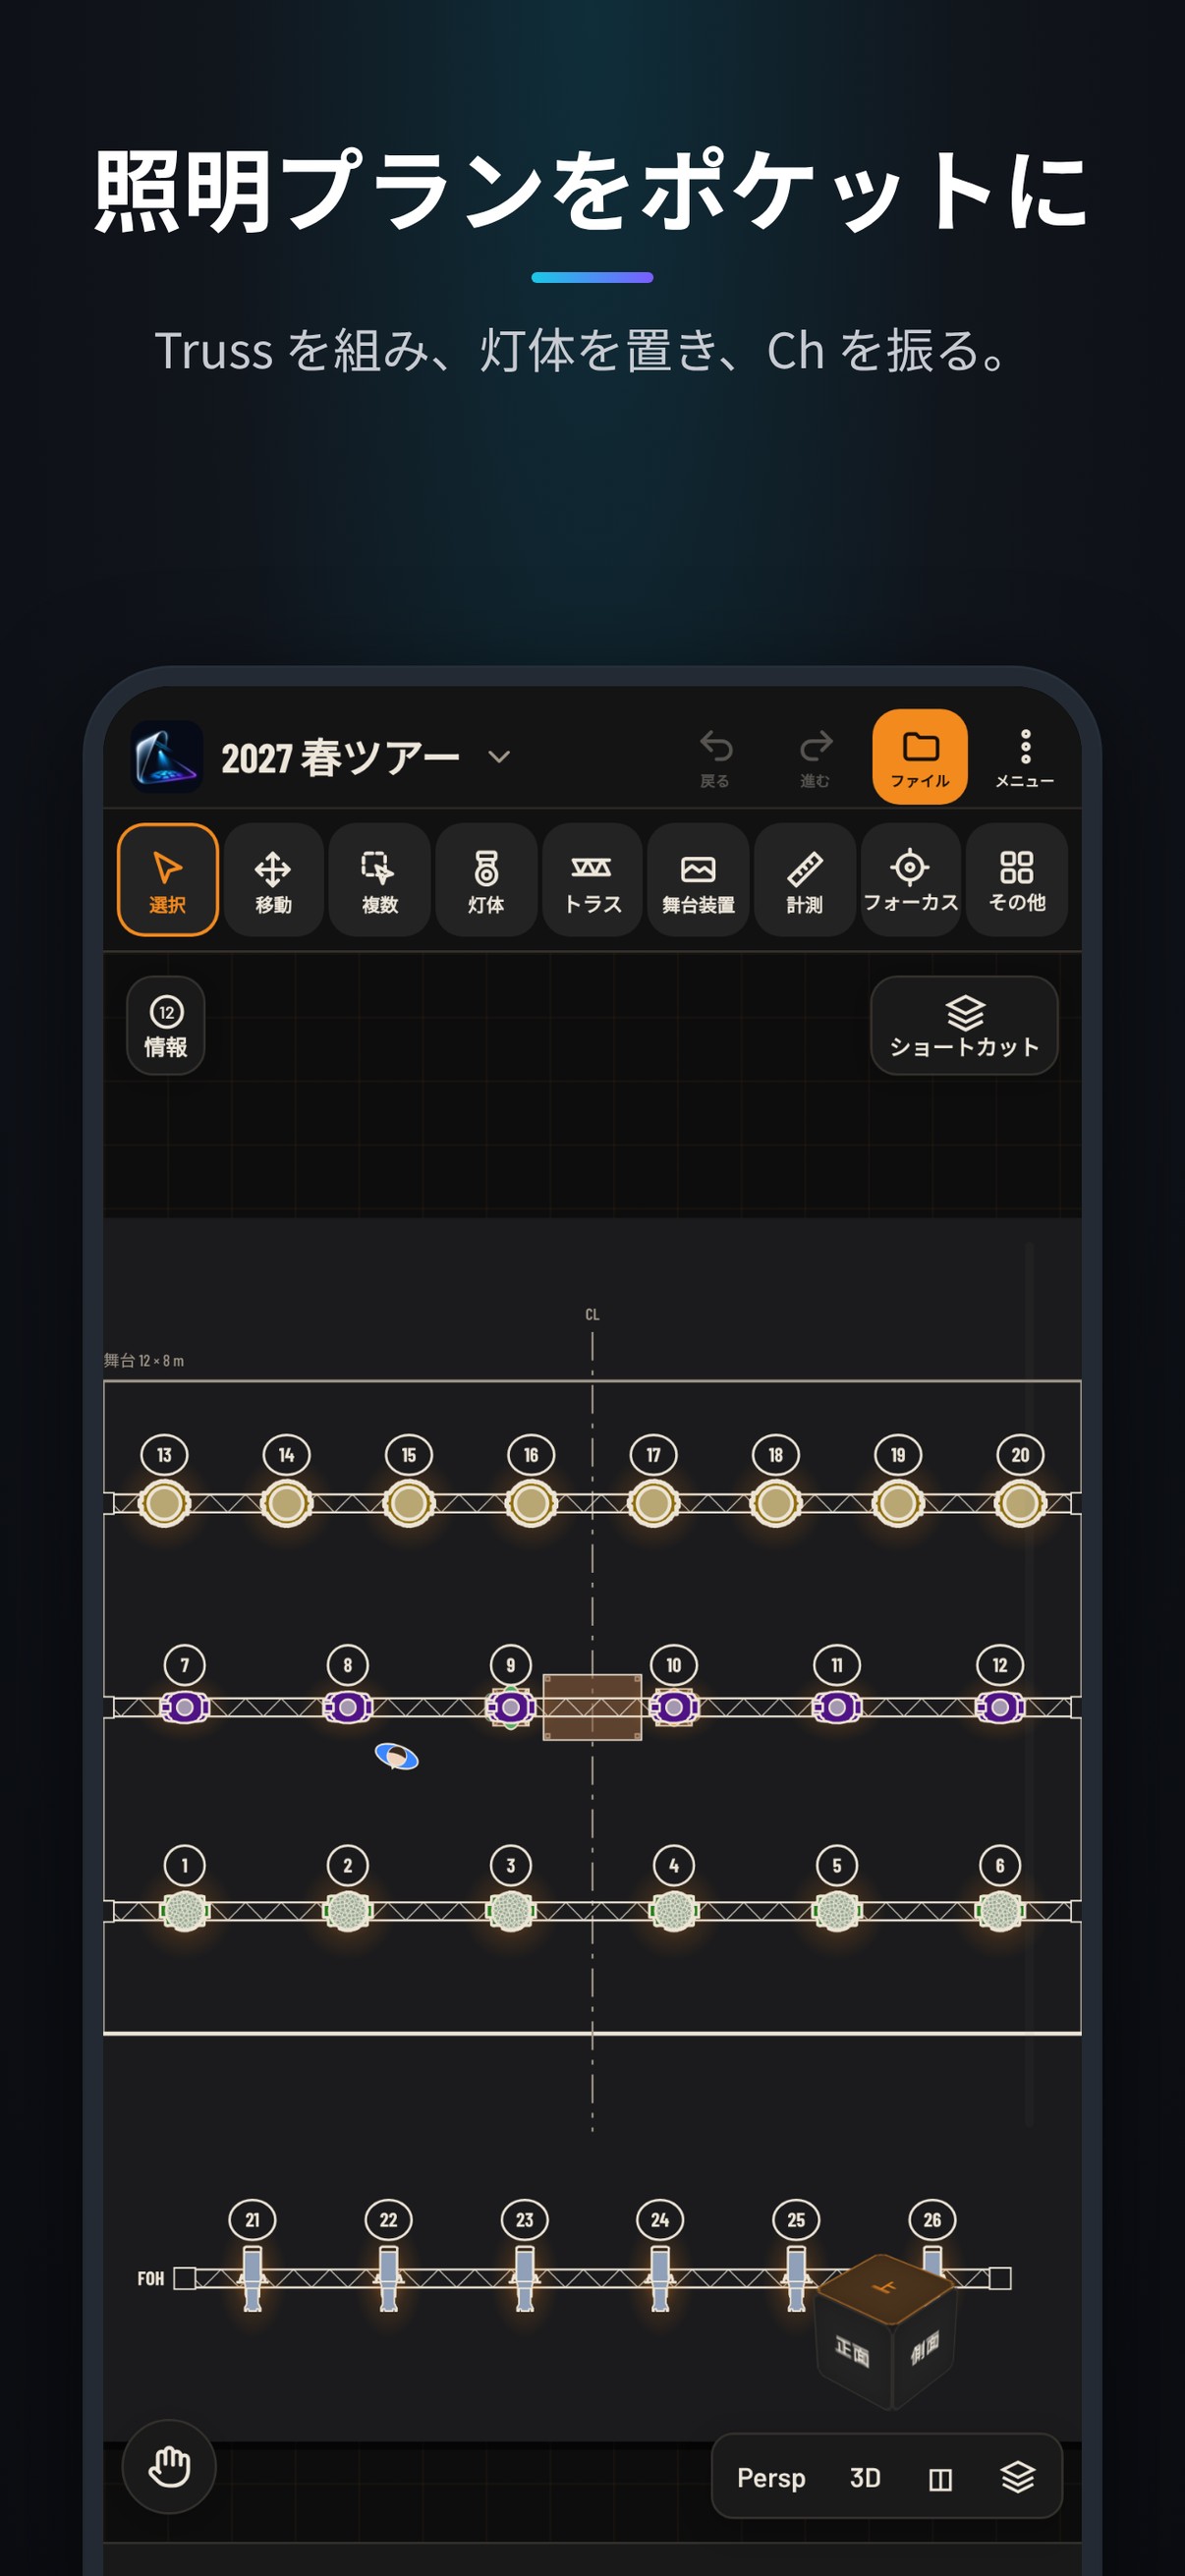 照明プランをポケットに
Truss を組み、灯体を置き、Ch を振る。
2027 春ツアー
戻る
進む
ファイル
メニュー
選択
移動
複数
灯体
トラス
舞台装置
計測
フォーカス
その他
12
情報
ショートカット
CL
舞台 12 × 8 m
13 14 15 16 17 18 19 20
7 8 9 10 11 12
1 2 3 4 5 6
21 22 23 24 25 26
FOH
上
正面
側面
Persp 3D